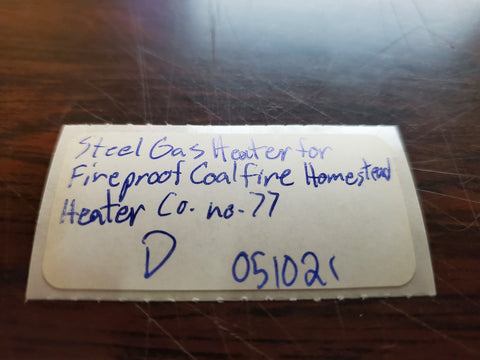 Steel Gas Heater for
Fireproof Coalfire Homestead
Heater Co. no. 77
D 051021